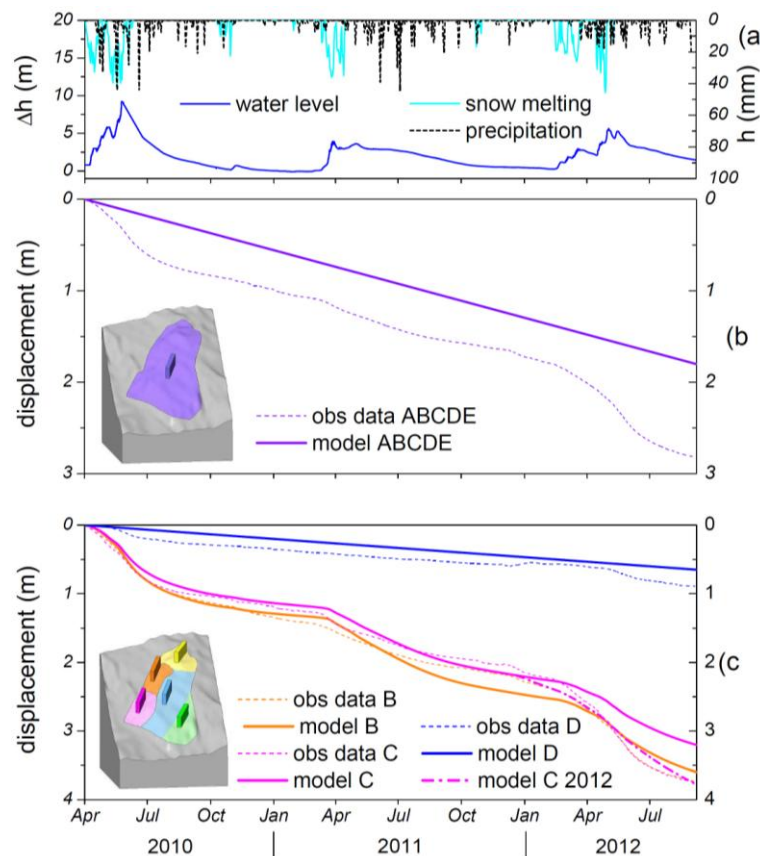 20 0 (a
15 20
10 40
5 60
0 80
100
Δh (m)
h (mm)
water level snow melting
precipitation
0 0
1 1
2 2
3 3
displacement (m)
(b
obs data ABCDE
model ABCDE
0 0
1 1
2 2
3 3
4 4
displacement (m)
(c
obs data B
model B obs data D
obs data C model D
model C model C 2012
Apr Jul Oct Jan Apr Jul Oct Jan Apr Jul
2010 2011 2012